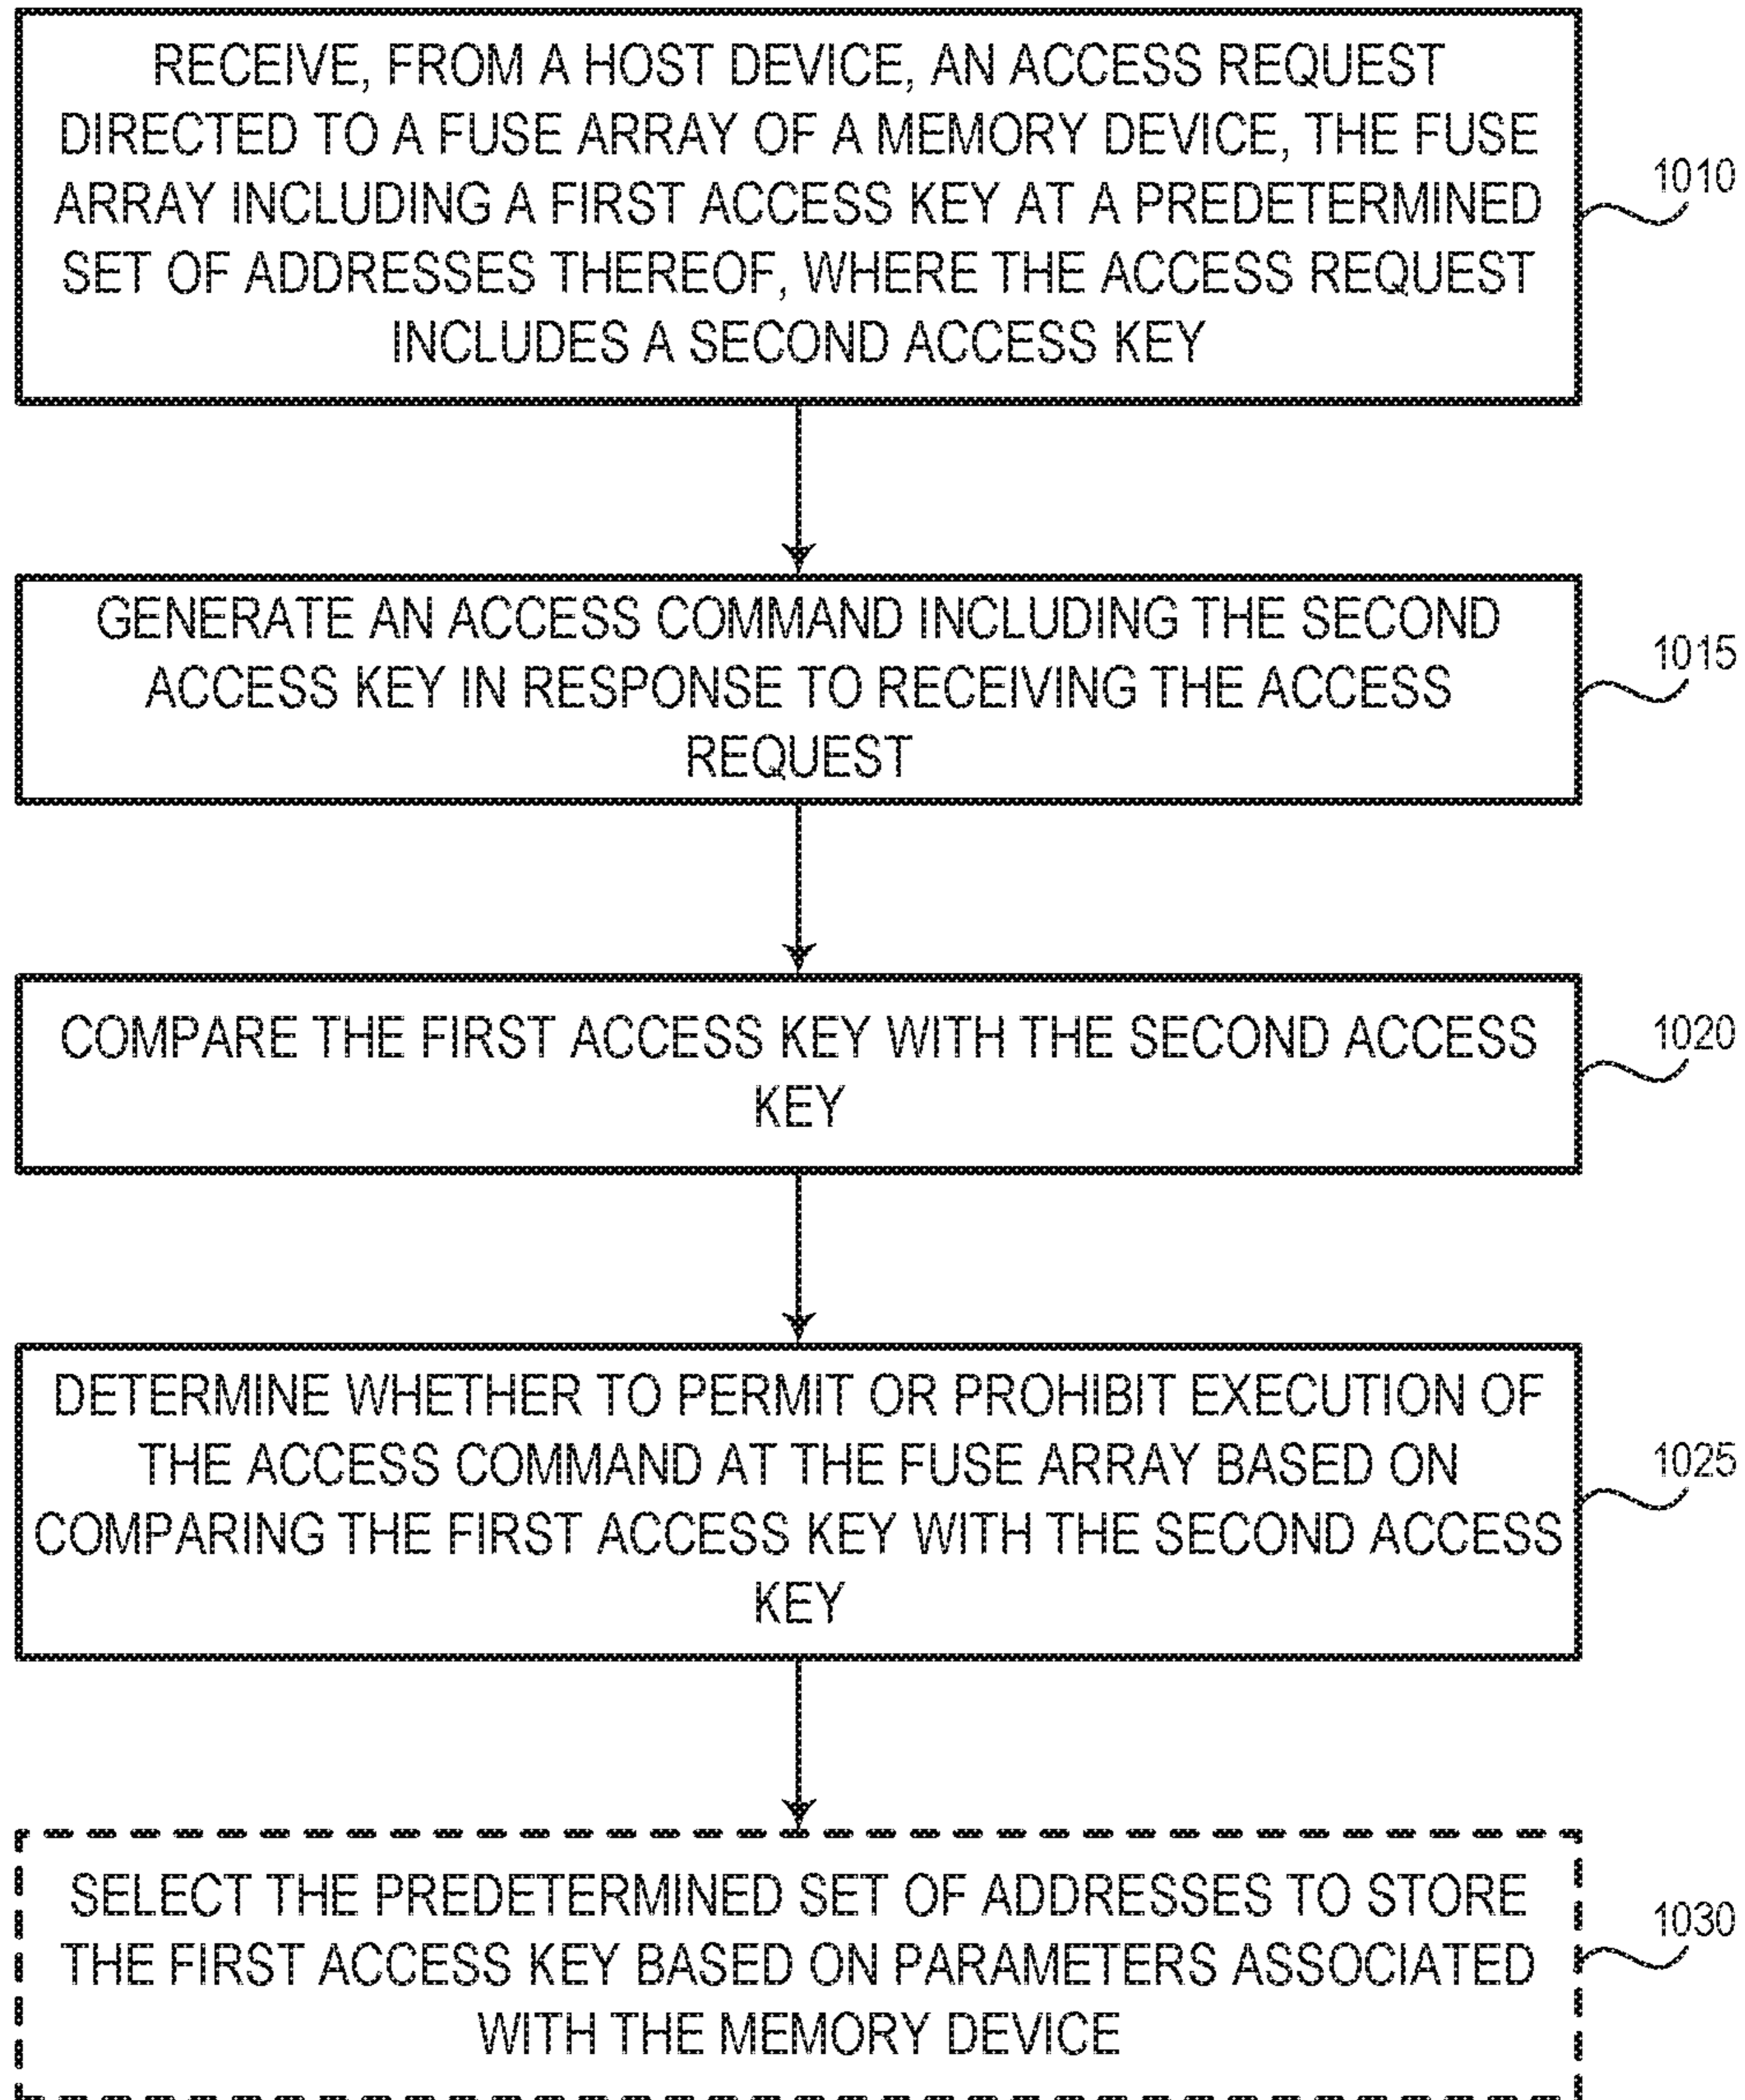 RECEIVE, FROM A HOST DEVICE, AN ACCESS REQUEST
DIRECTED TO A FUSE ARRAY OF A MEMORY DEVICE, THE FUSE
ARRAY INCLUDING A FIRST ACCESS KEY AT A PREDETERMINED
SET OF ADDRESSES THEREOF, WHERE THE ACCESS REQUEST
INCLUDES A SECOND ACCESS KEY
1010
GENERATE AN ACCESS COMMAND INCLUDING THE SECOND
ACCESS KEY IN RESPONSE TO RECEIVING THE ACCESS
REQUEST
1015
COMPARE THE FIRST ACCESS KEY WITH THE SECOND ACCESS
KEY
1020
DETERMINE WHETHER TO PERMIT OR PROHIBIT EXECUTION OF
THE ACCESS COMMAND AT THE FUSE ARRAY BASED ON
COMPARING THE FIRST ACCESS KEY WITH THE SECOND ACCESS
KEY
1025
SELECT THE PREDETERMINED SET OF ADDRESSES TO STORE
THE FIRST ACCESS KEY BASED ON PARAMETERS ASSOCIATED
WITH THE MEMORY DEVICE
1030